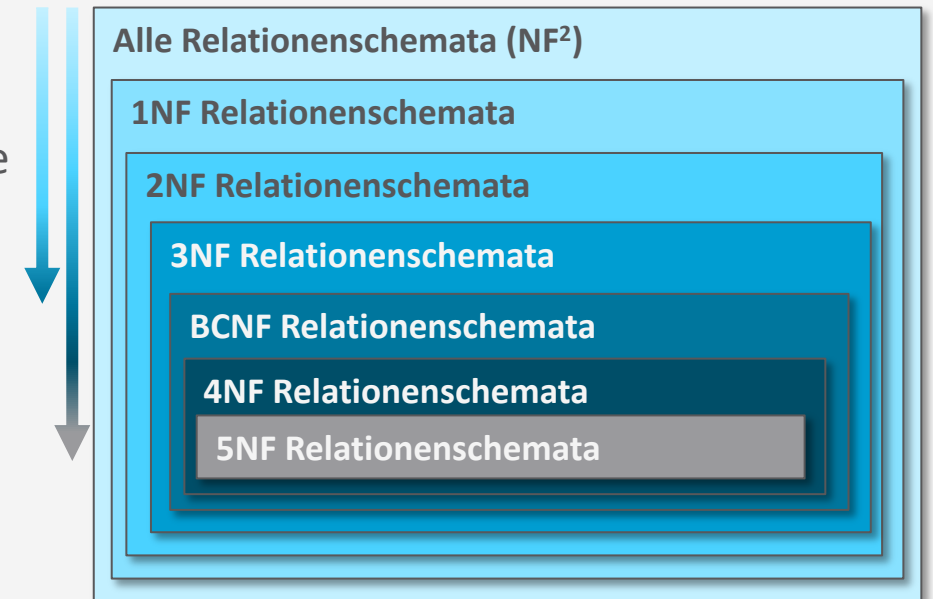 Alle Relationenschemata (NF²)
1NF Relationenschemata
e
2NF Relationenschemata
3NF Relationenschemata
BCNF Relationenschemata
4NF Relationenschemata
5NF Relationenschemata